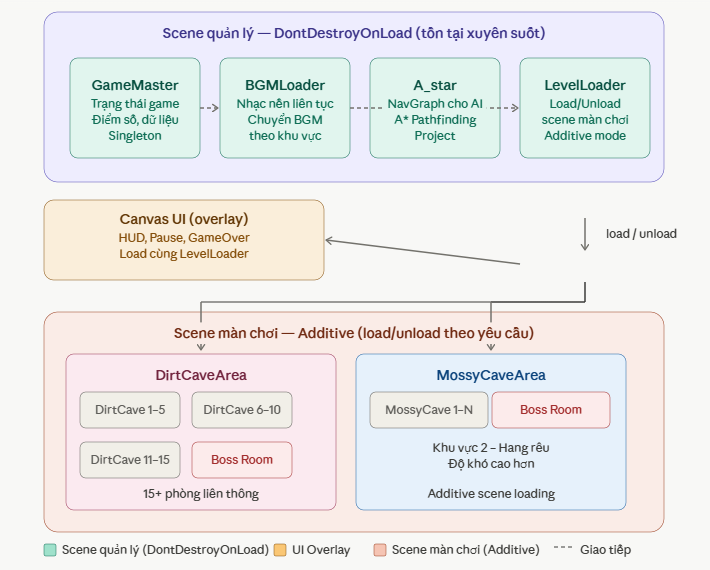 Scene quản lý — DontDestroyOnLoad (tồn tại xuyên suốt)
GameMaster
Trạng thái game
Điểm số, dữ liệu
Singleton
BGMLoader
Nhạc nền liên tục
Chuyển BGM
theo khu vực
A_star
NavGraph cho AI
A* Pathfinding
Project
LevelLoader
Load/Unload
scene màn chơi
Additive mode
Canvas UI (overlay)
HUD, Pause, GameOver
Load cùng LevelLoader
load / unload
Scene màn chơi — Additive (load/unload theo yêu cầu)
DirtCaveArea
DirtCave 1–5
DirtCave 6–10
DirtCave 11–15
Boss Room
15+ phòng liên thông
MossyCaveArea
MossyCave 1–N
Boss Room
Khu vực 2 – Hang rêu
Độ khó cao hơn
Additive scene loading
Scene quản lý (DontDestroyOnLoad)
UI Overlay
Scene màn chơi (Additive)
Giao tiếp